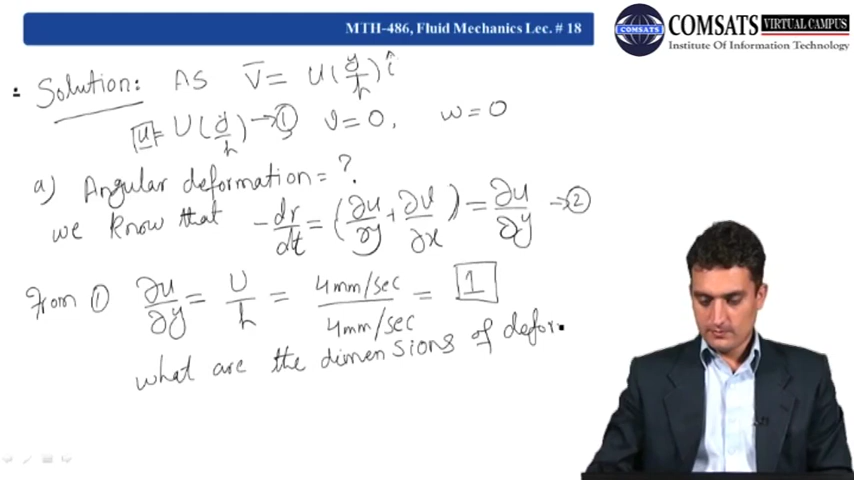 MTH-486, Fluid Mechanics Lec. # 18
COMSATS
COMSATS VIRTUAL CAMPUS
Institute Of Information Technology
Solution: AS V̅ = U(y/h) î
u = U(y/h) → ① v = 0, w = 0
a) Angular deformation = ?
we know that -dr/dt = (∂u/∂y + ∂v/∂x) = ∂u/∂y → ②
From ① ∂u/∂y = U/h = 4mm/sec / 4mm/sec = 1
what are the dimensions of defor